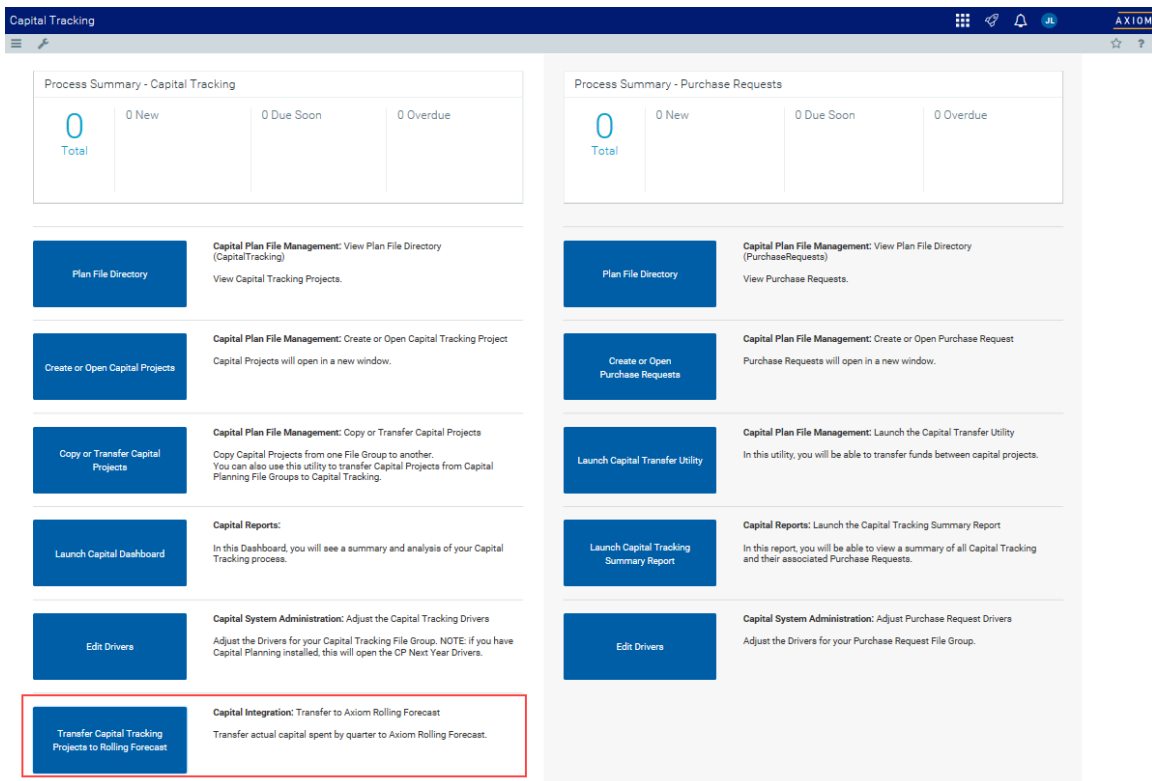 Capital Tracking
JL
AXIOM
?
Process Summary - Capital Tracking
0
Total
0 New
0 Due Soon
0 Overdue
Plan File Directory
Capital Plan File Management: View Plan File Directory
(CapitalTracking)
View Capital Tracking Projects.
Create or Open Capital Projects
Capital Plan File Management: Create or Open Capital Tracking Project
Capital Projects will open in a new window.
Copy or Transfer Capital
Projects
Capital Plan File Management: Copy or Transfer Capital Projects
Copy Capital Projects from one File Group to another.
You can also use this utility to transfer Capital Projects from Capital
Planning File Groups to Capital Tracking.
Launch Capital Dashboard
Capital Reports:
In this Dashboard, you will see a summary and analysis of your Capital
Tracking process.
Edit Drivers
Capital System Administration: Adjust the Capital Tracking Drivers
Adjust the Drivers for your Capital Tracking File Group. NOTE: if you have
Capital Planning installed, this will open the CP Next Year Drivers.
Transfer Capital Tracking
Projects to Rolling Forecast
Capital Integration: Transfer to Axiom Rolling Forecast
Transfer actual capital spent by quarter to Axiom Rolling Forecast.
Process Summary - Purchase Requests
0
Total
0 New
0 Due Soon
0 Overdue
Plan File Directory
Capital Plan File Management: View Plan File Directory
(PurchaseRequests)
View Purchase Requests.
Create or Open
Purchase Requests
Capital Plan File Management: Create or Open Purchase Request
Purchase Requests will open in a new window.
Launch Capital Transfer Utility
Capital Plan File Management: Launch the Capital Transfer Utility
In this utility, you will be able to transfer funds between capital projects.
Launch Capital Tracking
Summary Report
Capital Reports: Launch the Capital Tracking Summary Report
In this report, you will be able to view a summary of all Capital Tracking
and their associated Purchase Requests.
Edit Drivers
Capital System Administration: Adjust Purchase Request Drivers
Adjust the Drivers for your Purchase Request File Group.